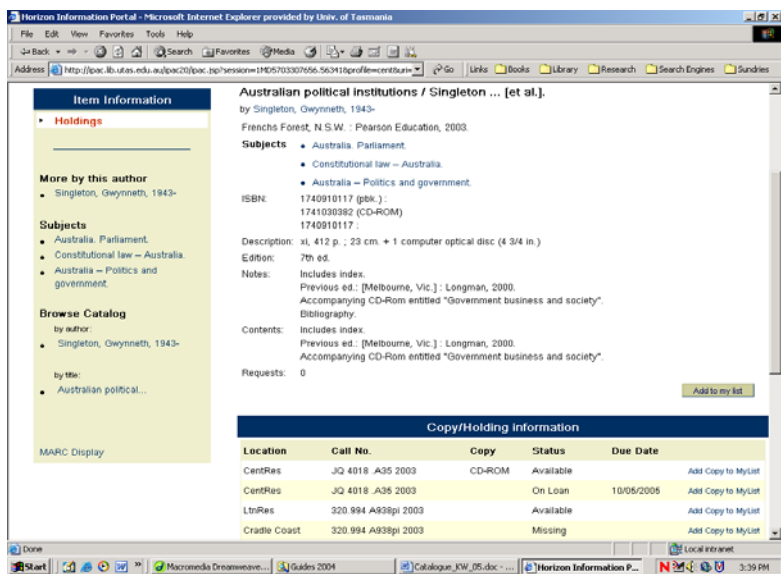 Horizon Information Portal - Microsoft Internet Explorer provided by Univ. of Tasmania
File Edit View Favorites Tools Help
Back Search Favorites Media
Address http://ipac.lib.utas.edu.au/ipac20/ipac.jsp?session=1MD5703307656.56341&profile=cent&uri= Go Links Books Library Research Search Engines Sundries
Item Information
Holdings
More by this author
Singleton, Gwynneth, 1943-
Subjects
Australia. Parliament.
Constitutional law -- Australia.
Australia -- Politics and
government.
Browse Catalog
by author:
Singleton, Gwynneth, 1943-
by title:
Australian political...
MARC Display
Australian political institutions / Singleton ... [et al.].
by Singleton, Gwynneth, 1943-
Frenchs Forest, N.S.W. : Pearson Education, 2003.
Subjects • Australia. Parliament.
• Constitutional law -- Australia.
• Australia -- Politics and government.
ISBN: 1740910117 (pbk.) :
1741030382 (CD-ROM)
1740910117 :
Description: xi, 412 p. ; 23 cm. + 1 computer optical disc (4 3/4 in.)
Edition: 7th ed.
Notes: Includes index.
Previous ed.: [Melbourne, Vic.] : Longman, 2000.
Accompanying CD-Rom entitled "Government business and society".
Bibliography.
Contents: Includes index.
Previous ed.: [Melbourne, Vic.] : Longman, 2000.
Accompanying CD-Rom entitled "Government business and society".
Requests: 0
Add to my list
Copy/Holding information
Location Call No. Copy Status Due Date
CentRes JQ 4018 .A35 2003 CD-ROM Available Add Copy to MyList
CentRes JQ 4018 .A35 2003 On Loan 10/05/2005 Add Copy to MyList
LtnRes 320.994 A938pi 2003 Available Add Copy to MyList
Cradle Coast 320.994 A938pi 2003 Missing Add Copy to MyList
Done Local intranet
Start Macromedia Dreamweave... Guides 2004 Catalogue_KW_05.doc - ... Horizon Information P... 3:39 PM